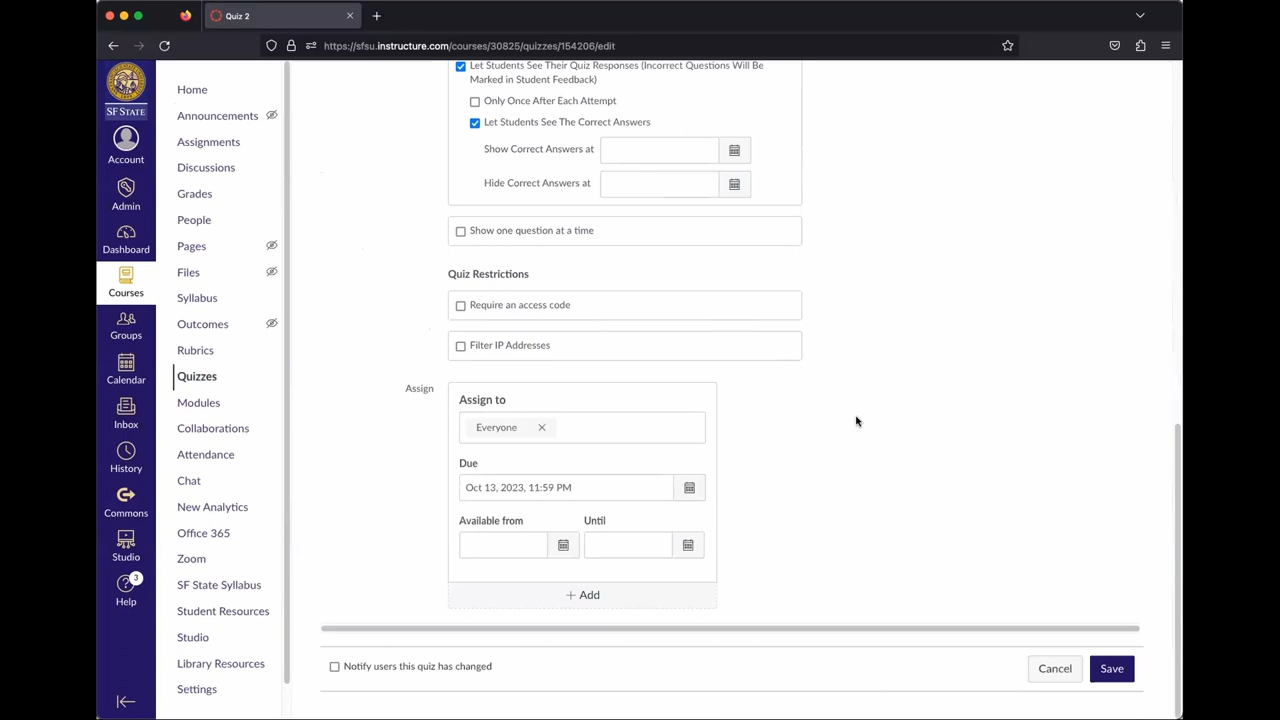 Quiz 2
https://sfsu.instructure.com/courses/30825/quizzes/154206/edit
SF STATE
Account
Admin
Dashboard
Courses
Groups
Calendar
Inbox
History
Commons
Studio
3
Help
Home
Announcements
Assignments
Discussions
Grades
People
Pages
Files
Syllabus
Outcomes
Rubrics
Quizzes
Modules
Collaborations
Attendance
Chat
New Analytics
Office 365
Zoom
SF State Syllabus
Student Resources
Studio
Library Resources
Settings
Let Students See Their Quiz Responses (Incorrect Questions Will Be
Marked in Student Feedback)
Only Once After Each Attempt
Let Students See The Correct Answers
Show Correct Answers at
Hide Correct Answers at
Show one question at a time
Quiz Restrictions
Require an access code
Filter IP Addresses
Assign
Assign to
Everyone
Due
Oct 13, 2023, 11:59 PM
Available from Until
+ Add
Notify users this quiz has changed
Cancel Save